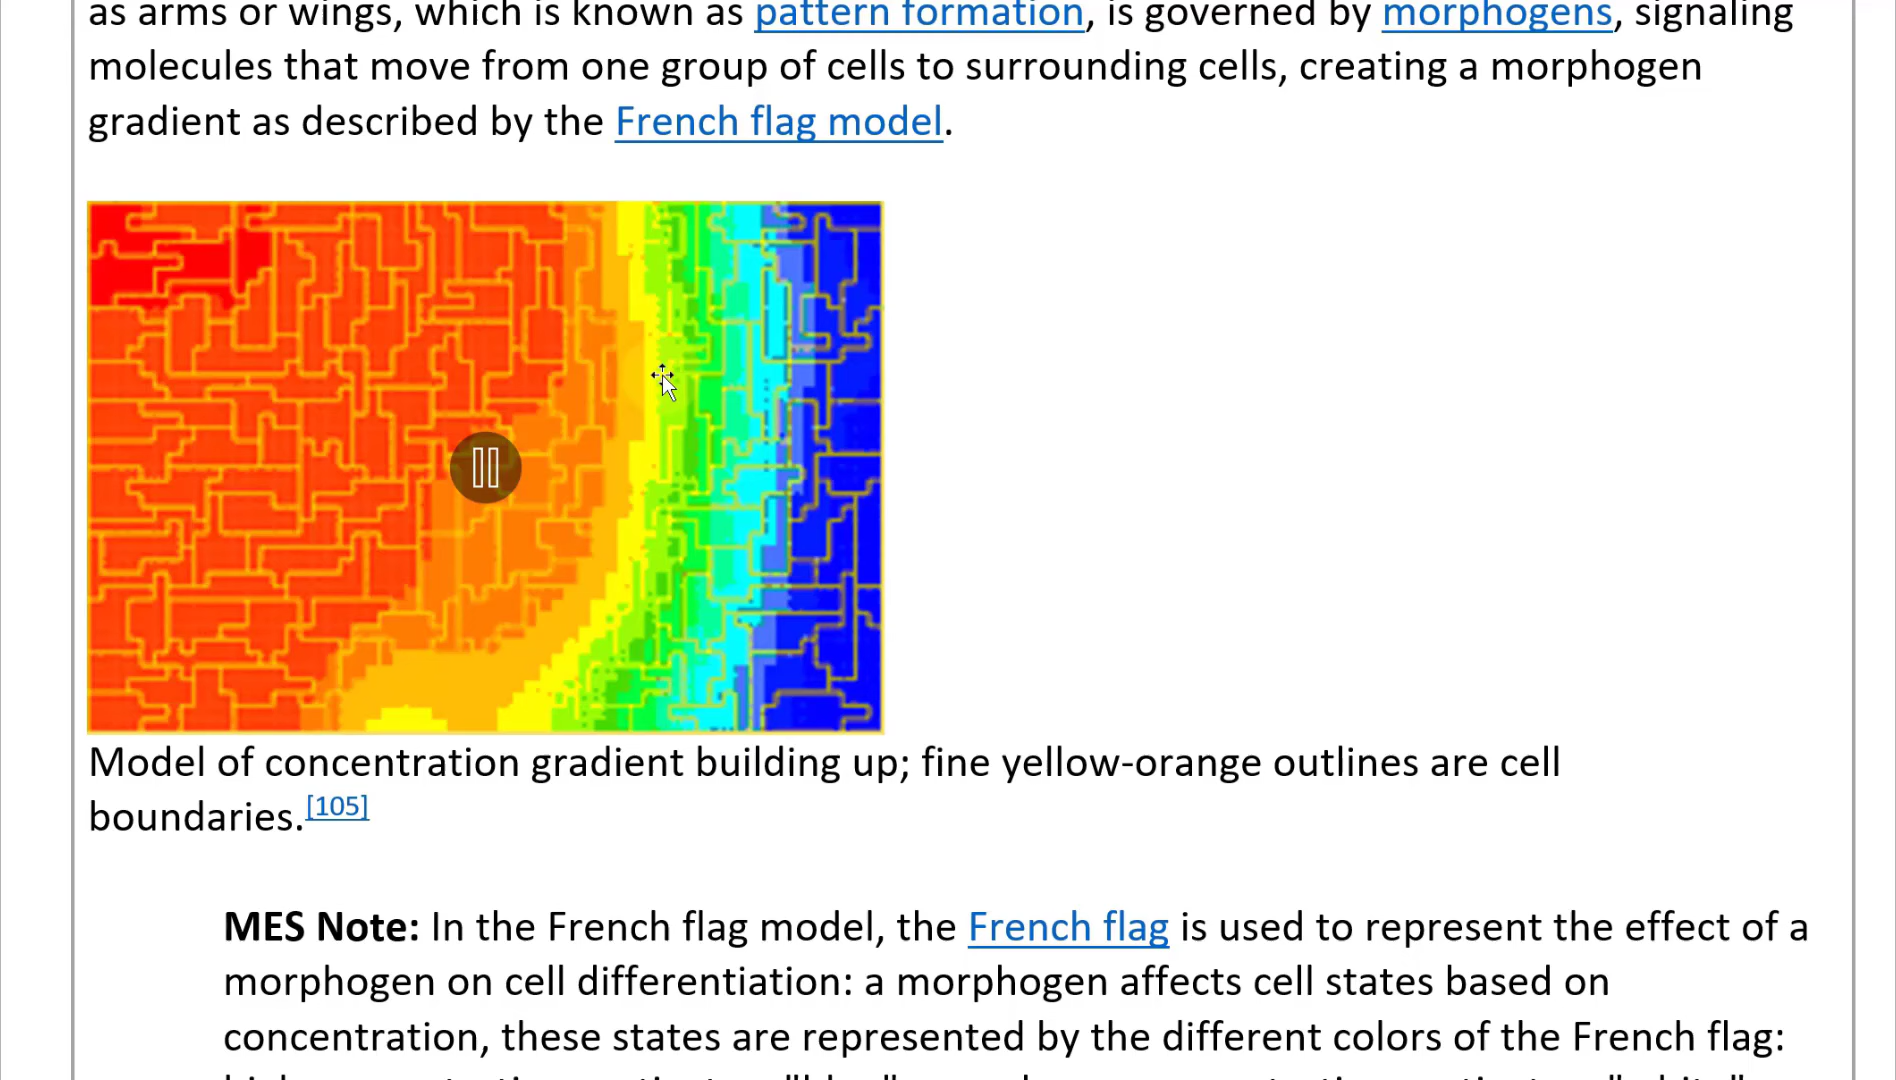 as arms or wings, which is known as pattern formation, is governed by morphogens, signaling
molecules that move from one group of cells to surrounding cells, creating a morphogen
gradient as described by the French flag model.
Model of concentration gradient building up; fine yellow-orange outlines are cell
boundaries.[105]
MES Note: In the French flag model, the French flag is used to represent the effect of a
morphogen on cell differentiation: a morphogen affects cell states based on
concentration, these states are represented by the different colors of the French flag: